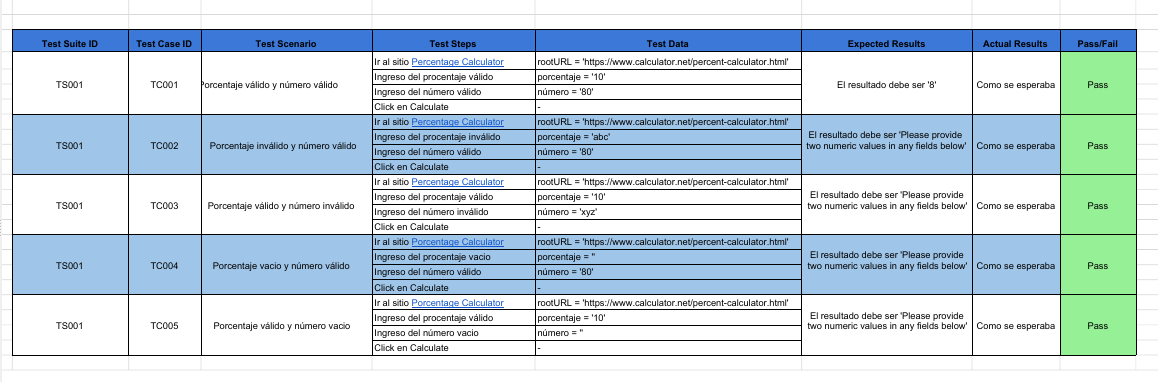 Test Suite ID Test Case ID Test Scenario Test Steps Test Data Expected Results Actual Results Pass/Fail
TS001 TC001 Porcentaje válido y número válido
Ir al sitio Percentage Calculator rootURL = 'https://www.calculator.net/percent-calculator.html'
Ingreso del procentaje válido porcentaje = '10'
Ingreso del número válido número = '80'
Click en Calculate -
El resultado debe ser '8' Como se esperaba Pass
TS001 TC002 Porcentaje inválido y número válido
Ir al sitio Percentage Calculator rootURL = 'https://www.calculator.net/percent-calculator.html'
Ingreso del procentaje inválido porcentaje = 'abc'
Ingreso del número válido número = '80'
Click en Calculate -
El resultado debe ser 'Please provide
two numeric values in any fields below' Como se esperaba Pass
TS001 TC003 Porcentaje válido y número inválido
Ir al sitio Percentage Calculator rootURL = 'https://www.calculator.net/percent-calculator.html'
Ingreso del procentaje válido porcentaje = '10'
Ingreso del número inválido número = 'xyz'
Click en Calculate -
El resultado debe ser 'Please provide
two numeric values in any fields below' Como se esperaba Pass
TS001 TC004 Porcentaje vacio y número válido
Ir al sitio Percentage Calculator rootURL = 'https://www.calculator.net/percent-calculator.html'
Ingreso del procentaje vacio porcentaje = ''
Ingreso del número válido número = '80'
Click en Calculate -
El resultado debe ser 'Please provide
two numeric values in any fields below' Como se esperaba Pass
TS001 TC005 Porcentaje válido y número vacio
Ir al sitio Percentage Calculator rootURL = 'https://www.calculator.net/percent-calculator.html'
Ingreso del procentaje válido porcentaje = '10'
Ingreso del número vacio número = ''
Click en Calculate -
El resultado debe ser 'Please provide
two numeric values in any fields below' Como se esperaba Pass